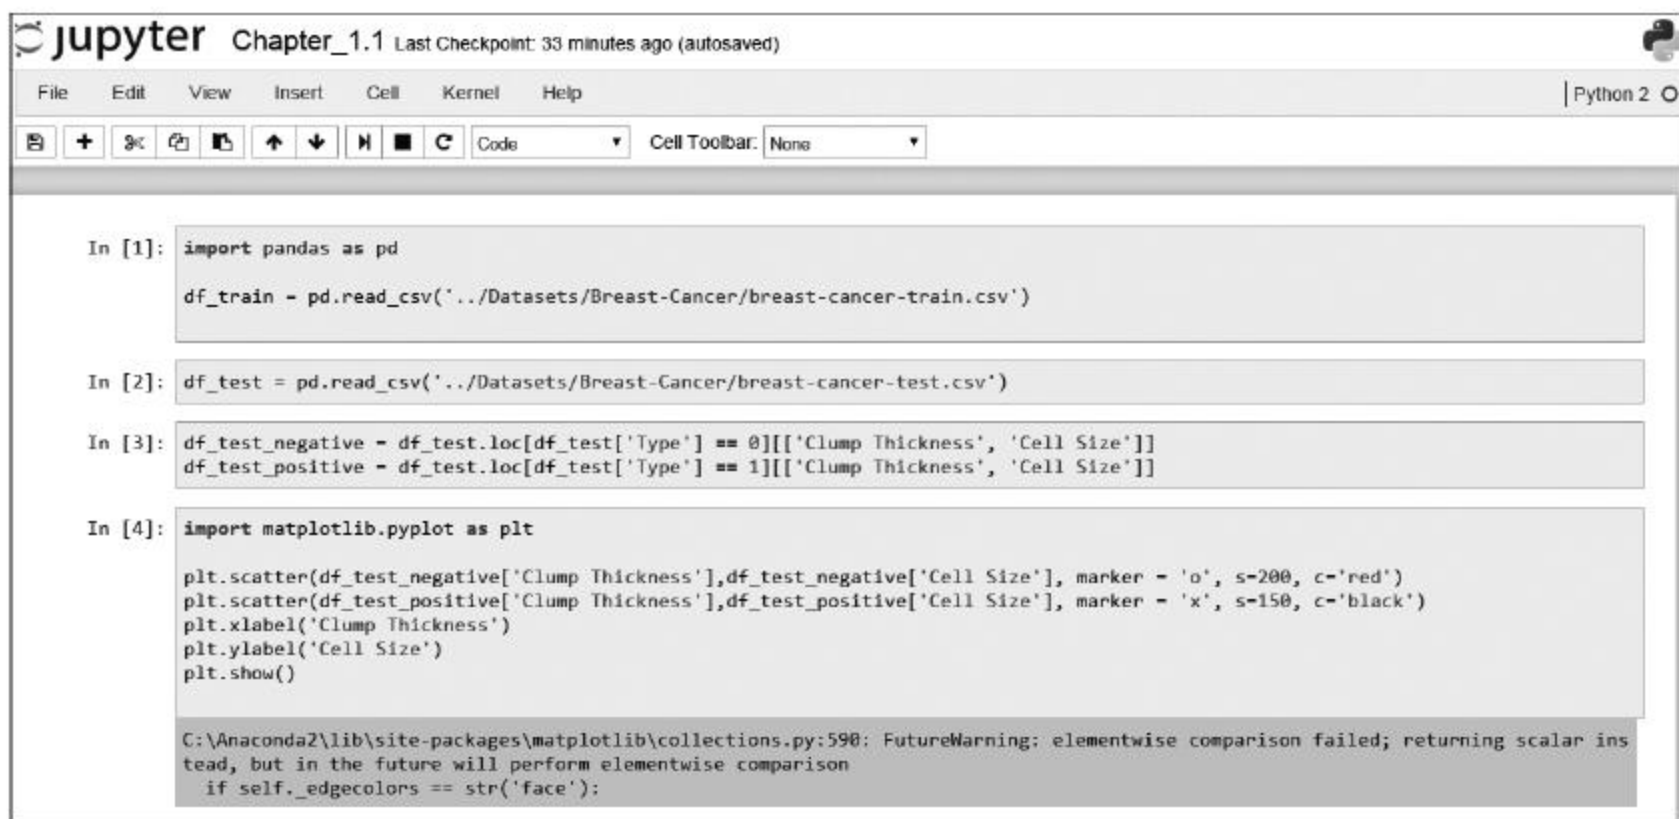 Jupyter Chapter_1.1 Last Checkpoint: 33 minutes ago (autosaved)
File Edit View Insert Cell Kernel Help Python 2
Code Cell Toolbar: None
In [1]: import pandas as pd
df_train = pd.read_csv('../Datasets/Breast-Cancer/breast-cancer-train.csv')
In [2]: df_test = pd.read_csv('../Datasets/Breast-Cancer/breast-cancer-test.csv')
In [3]: df_test_negative = df_test.loc[df_test['Type'] == 0][['Clump Thickness', 'Cell Size']]
df_test_positive = df_test.loc[df_test['Type'] == 1][['Clump Thickness', 'Cell Size']]
In [4]: import matplotlib.pyplot as plt
plt.scatter(df_test_negative['Clump Thickness'],df_test_negative['Cell Size'], marker = 'o', s=200, c='red')
plt.scatter(df_test_positive['Clump Thickness'],df_test_positive['Cell Size'], marker = 'x', s=150, c='black')
plt.xlabel('Clump Thickness')
plt.ylabel('Cell Size')
plt.show()
C:\Anaconda2\lib\site-packages\matplotlib\collections.py:590: FutureWarning: elementwise comparison failed; returning scalar ins
tead, but in the future will perform elementwise comparison
if self._edgecolors == str('face'):